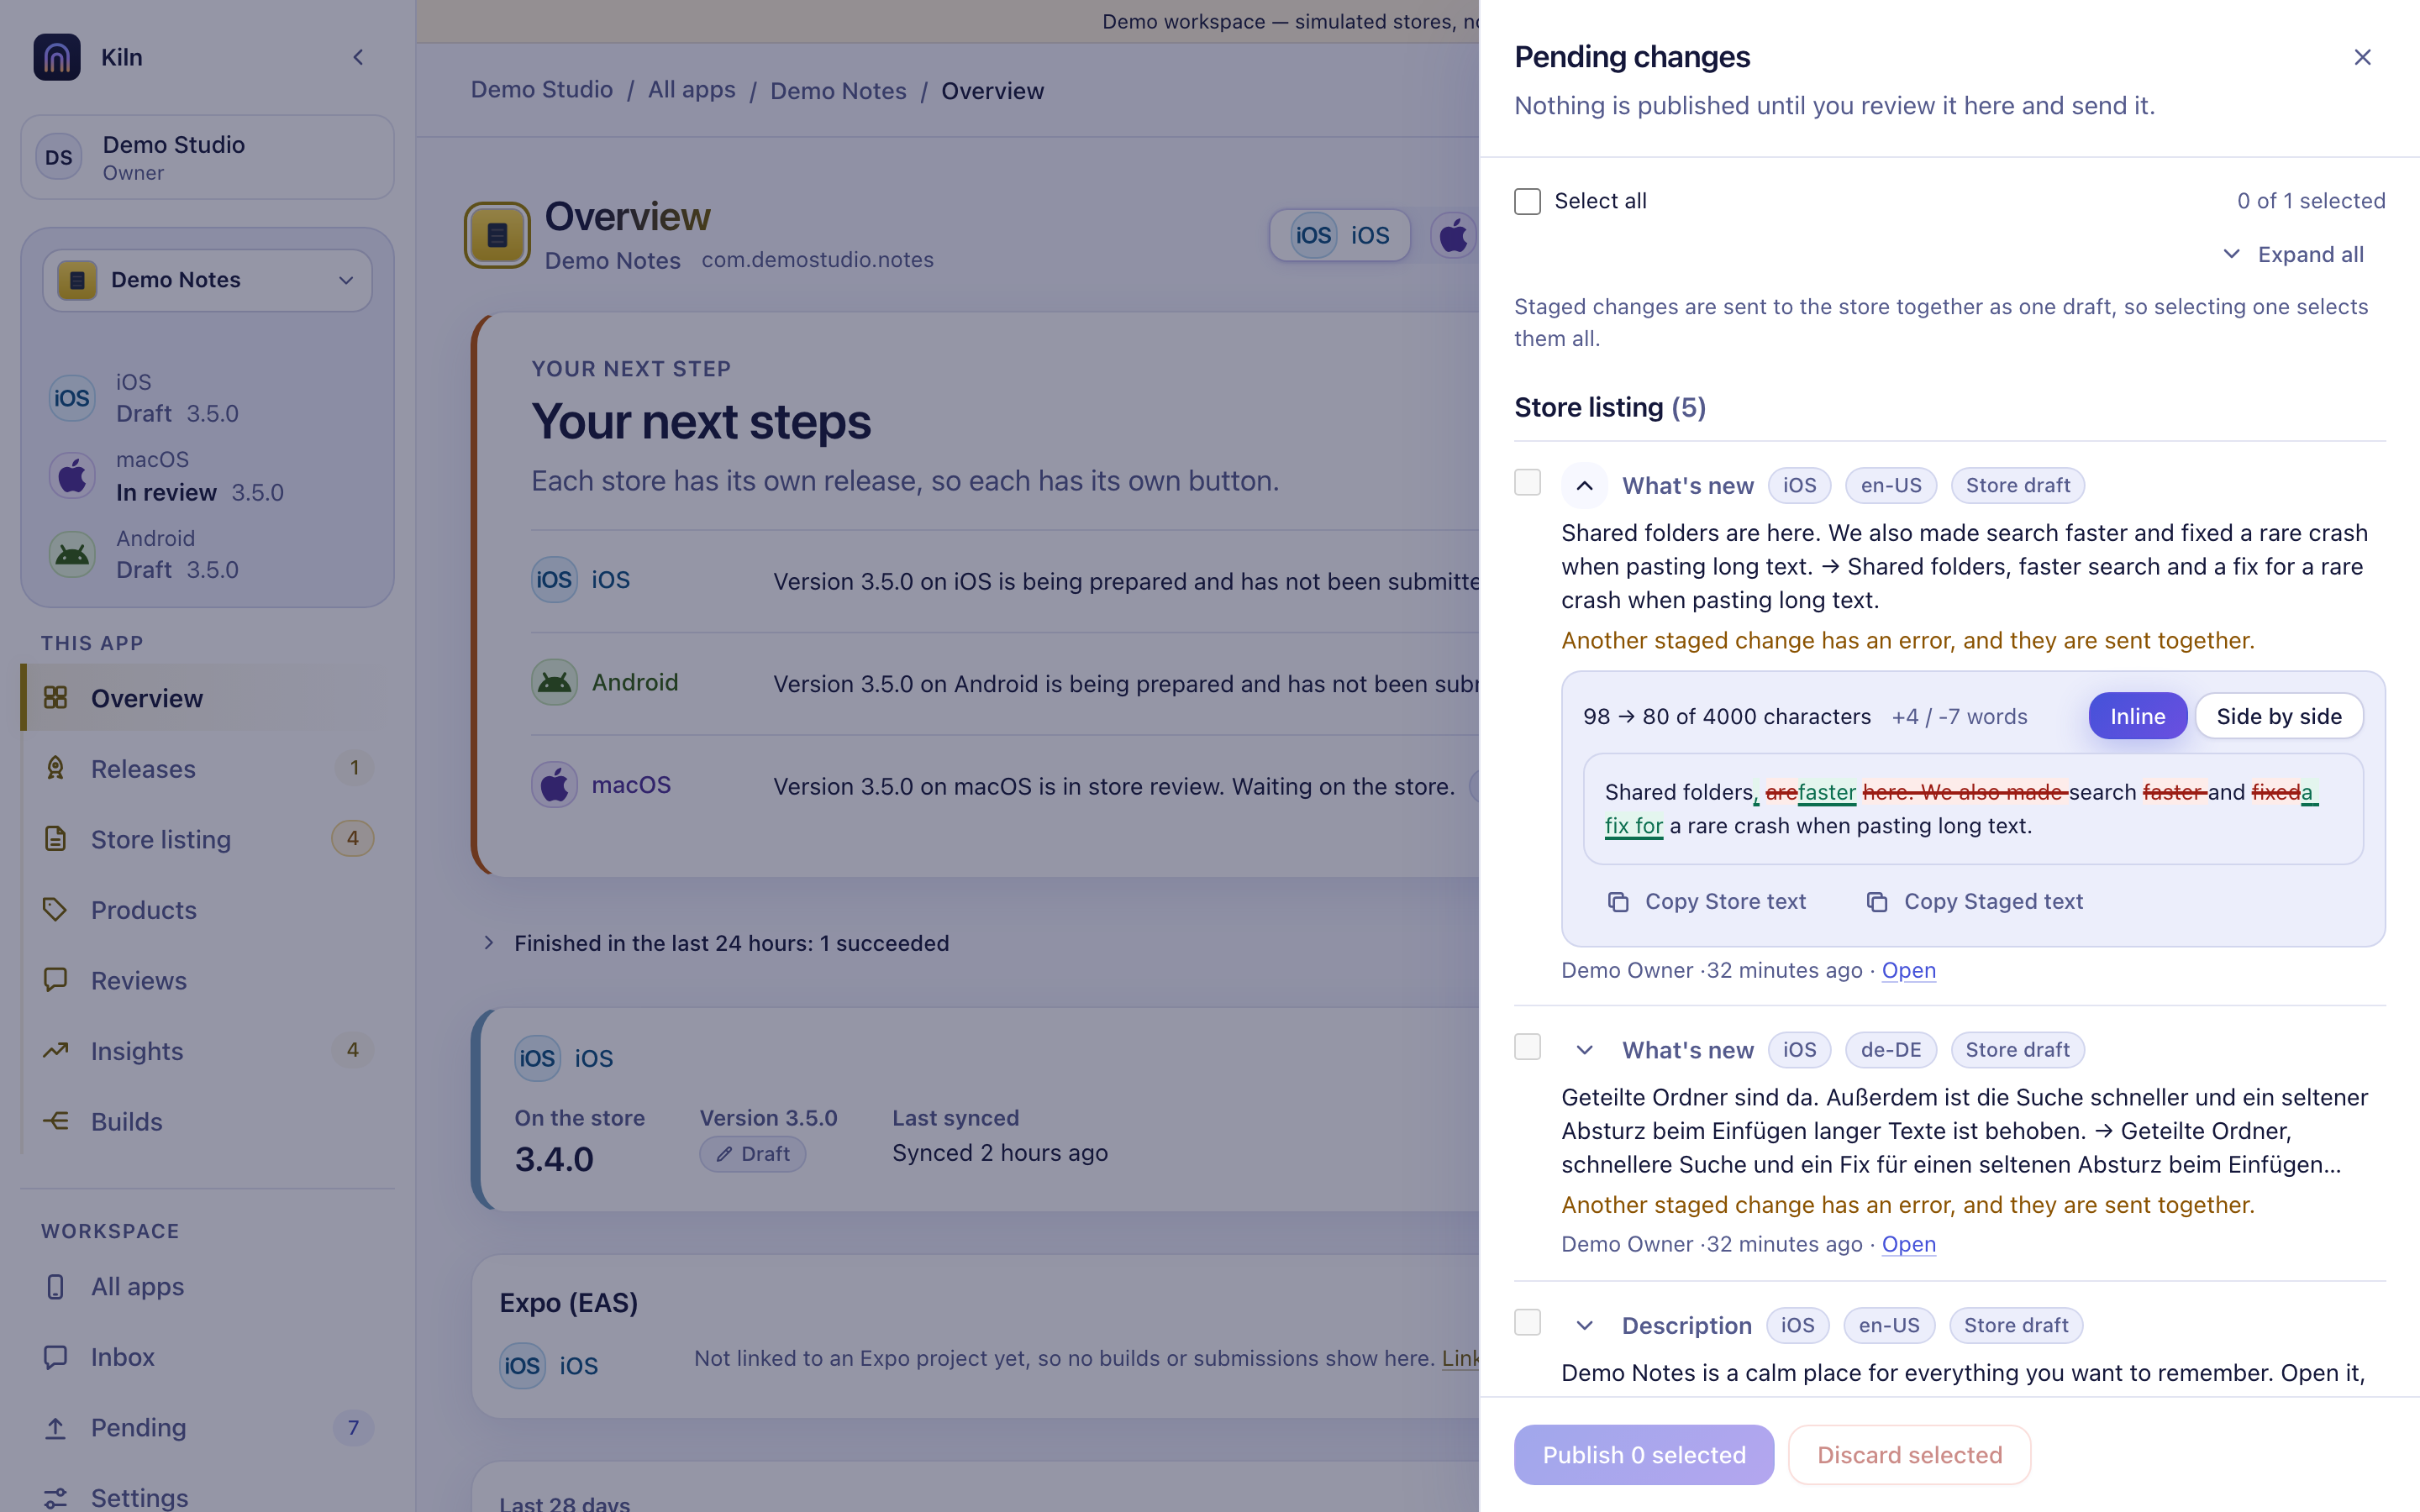 Kiln
DS
Demo Studio
Owner
Demo Notes
iOS
iOS
Draft 3.5.0
macOS
In review 3.5.0
Android
Draft 3.5.0
THIS APP
Overview
Releases 1
Store listing 4
Products
Reviews
Insights 4
Builds
WORKSPACE
All apps
Inbox
Pending 7
Settings
Demo workspace — simulated stores,
Demo Studio / All apps / Demo Notes / Overview
Overview
Demo Notes com.demostudio.notes
iOS iOS
YOUR NEXT STEP
Your next steps
Each store has its own release, so each has its own button.
iOS iOS Version 3.5.0 on iOS is being prepared and has not been submitte
Android Version 3.5.0 on Android is being prepared and has not been
macOS Version 3.5.0 on macOS is in store review. Waiting on the store.
Finished in the last 24 hours: 1 succeeded
iOS iOS
On the store Version 3.5.0 Last synced
3.4.0 Draft Synced 2 hours ago
Expo (EAS)
iOS iOS Not linked to an Expo project yet, so no builds or submissions show here. Link
Last 28 days
Pending changes
Nothing is published until you review it here and send it.
Select all 0 of 1 selected
Expand all
Staged changes are sent to the store together as one draft, so selecting one selects
them all.
Store listing (5)
What's new iOS en-US Store draft
Shared folders are here. We also made search faster and fixed a rare crash
when pasting long text. → Shared folders, faster search and a fix for a rare
crash when pasting long text.
Another staged change has an error, and they are sent together.
98 → 80 of 4000 characters +4 / -7 words Inline Side by side
Shared folders, arefaster here. We also made search faster and fixeda
fix for a rare crash when pasting long text.
Copy Store text Copy Staged text
Demo Owner ·32 minutes ago · Open
What's new iOS de-DE Store draft
Geteilte Ordner sind da. Außerdem ist die Suche schneller und ein seltener
Absturz beim Einfügen langer Texte ist behoben. → Geteilte Ordner,
schnellere Suche und ein Fix für einen seltenen Absturz beim Einfügen...
Another staged change has an error, and they are sent together.
Demo Owner ·32 minutes ago · Open
Description iOS en-US Store draft
Demo Notes is a calm place for everything you want to remember. Open it,
Publish 0 selected Discard selected